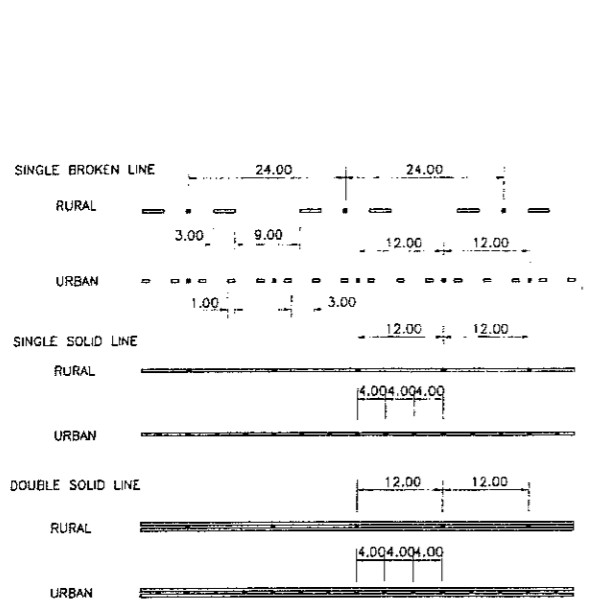 SINGLE BROKEN LINE 24.00 24.00
RURAL
3.00 9.00 12.00 12.00
URBAN
1.00 3.00
SINGLE SOLID LINE 12.00 12.00
RURAL
4.00 4.00 4.00
URBAN
DOUBLE SOLID LINE 12.00 12.00
RURAL
4.00 4.00 4.00
URBAN